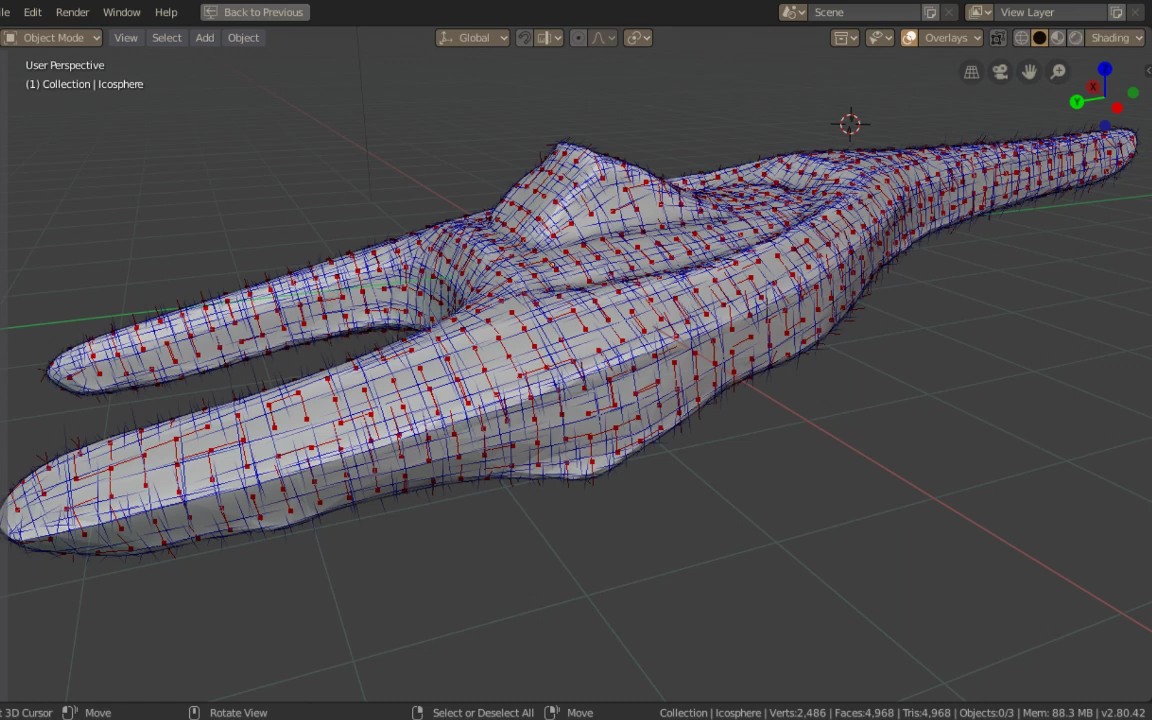 le Edit Render Window Help Back to Previous Scene View Layer
Object Mode View Select Add Object Global Overlays Shading
User Perspective
(1) Collection | Icosphere
X
Y
t 3D Cursor Move Rotate View Select or Deselect All Move Collection | Icosphere | Verts:2,486 | Faces:4,968 | Tris:4,968 | Objects:0/3 | Mem: 88.3 MB | v2.80.42